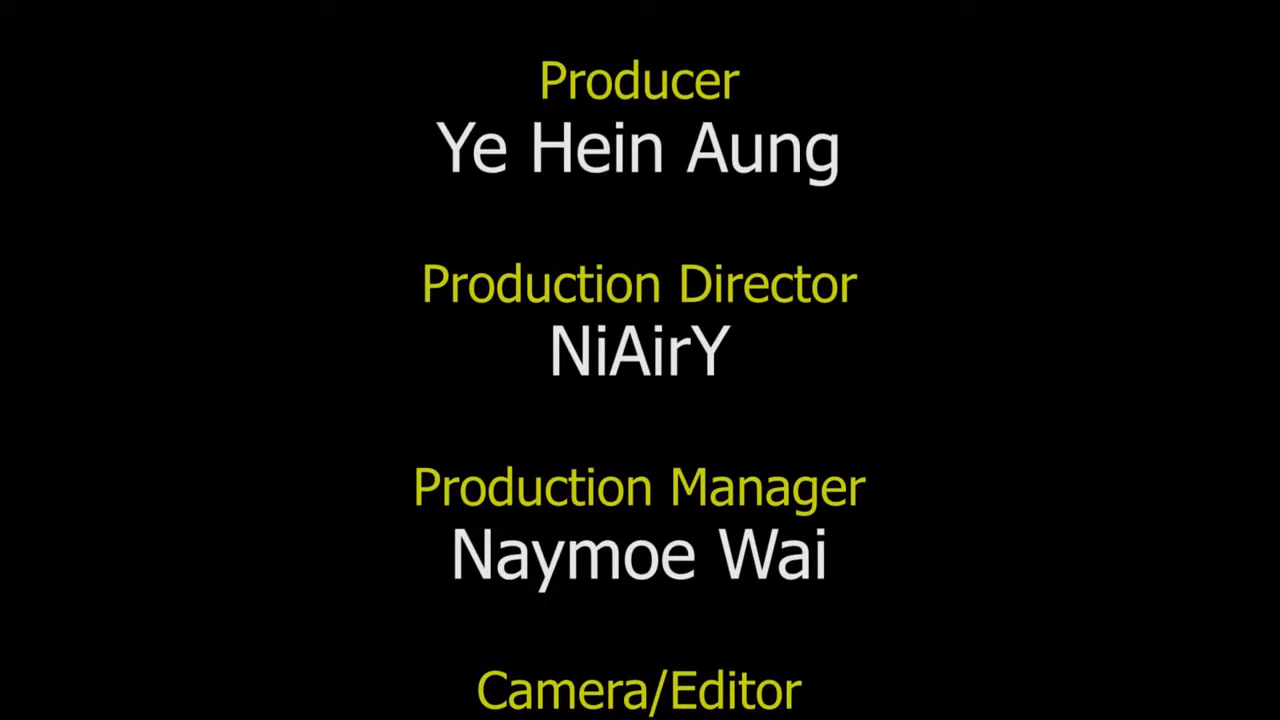 Producer
Ye Hein Aung
Production Director
NiAirY
Production Manager
Naymoe Wai
Camera/Editor